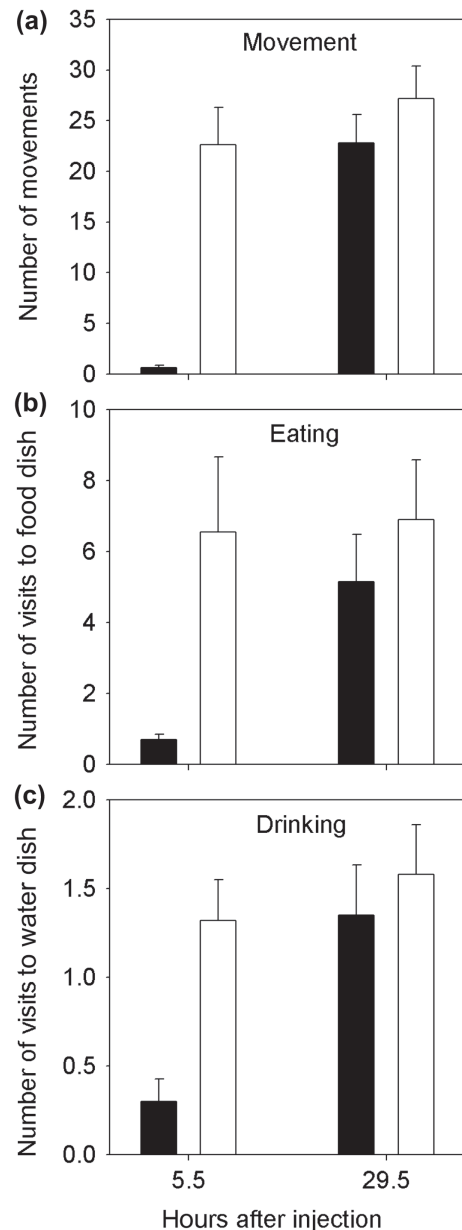 (a)
Movement
Number of movements
35
30
25
20
15
10
5
0
(b)
Eating
Number of visits to food dish
10
8
6
4
2
0
(c)
Drinking
Number of visits to water dish
2.0
1.5
1.0
0.5
0.0
5.5 29.5
Hours after injection